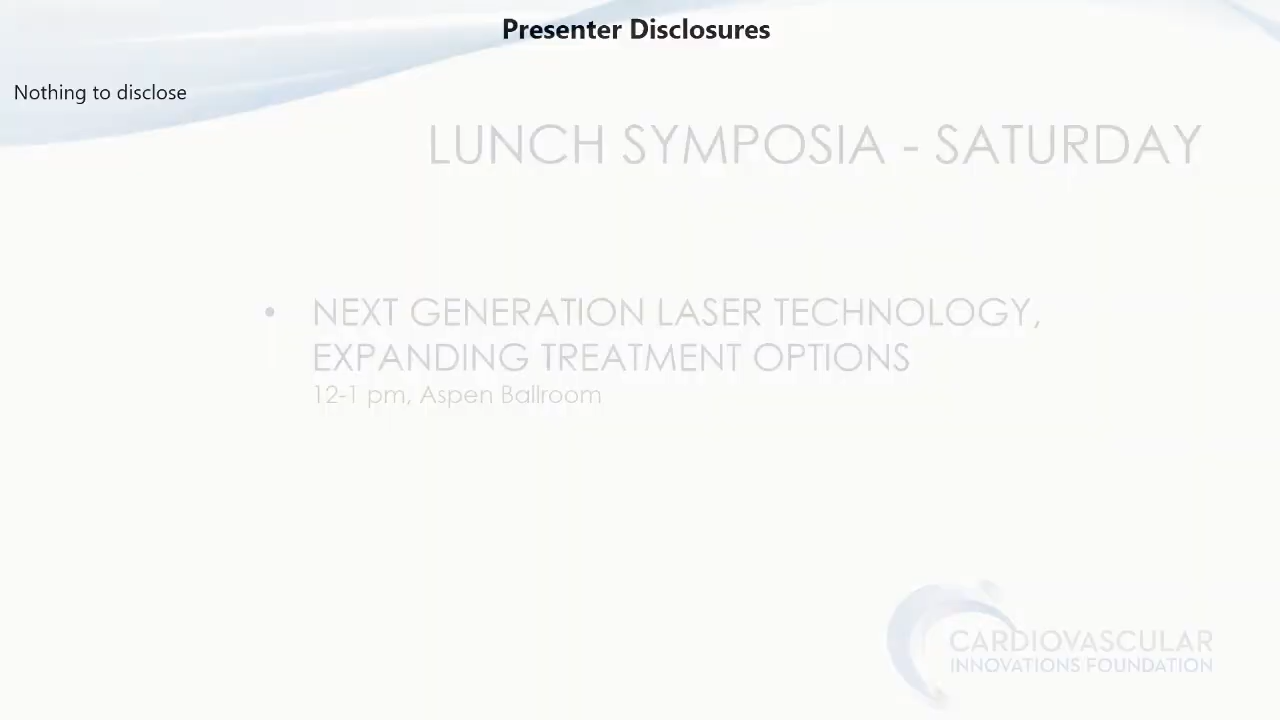 Presenter Disclosures
Nothing to disclose
LUNCH SYMPOSIA - SATURDAY
• NEXT GENERATION LASER TECHNOLOGY,
EXPANDING TREATMENT OPTIONS
12-1 pm, Aspen Ballroom
CARDIOVASCULAR
INNOVATIONS FOUNDATION